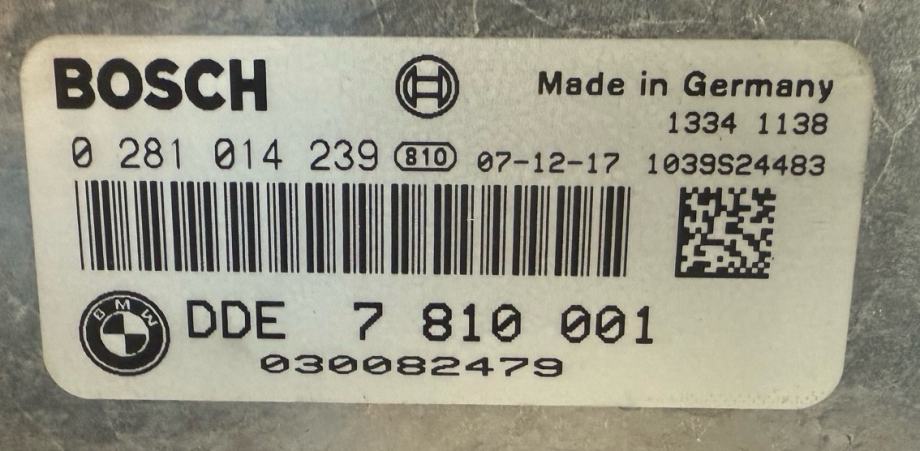 BOSCH Made in Germany
1334 1138
0 281 014 239 810 07-12-17 1039S24483
BMW DDE 7 810 001
030082479